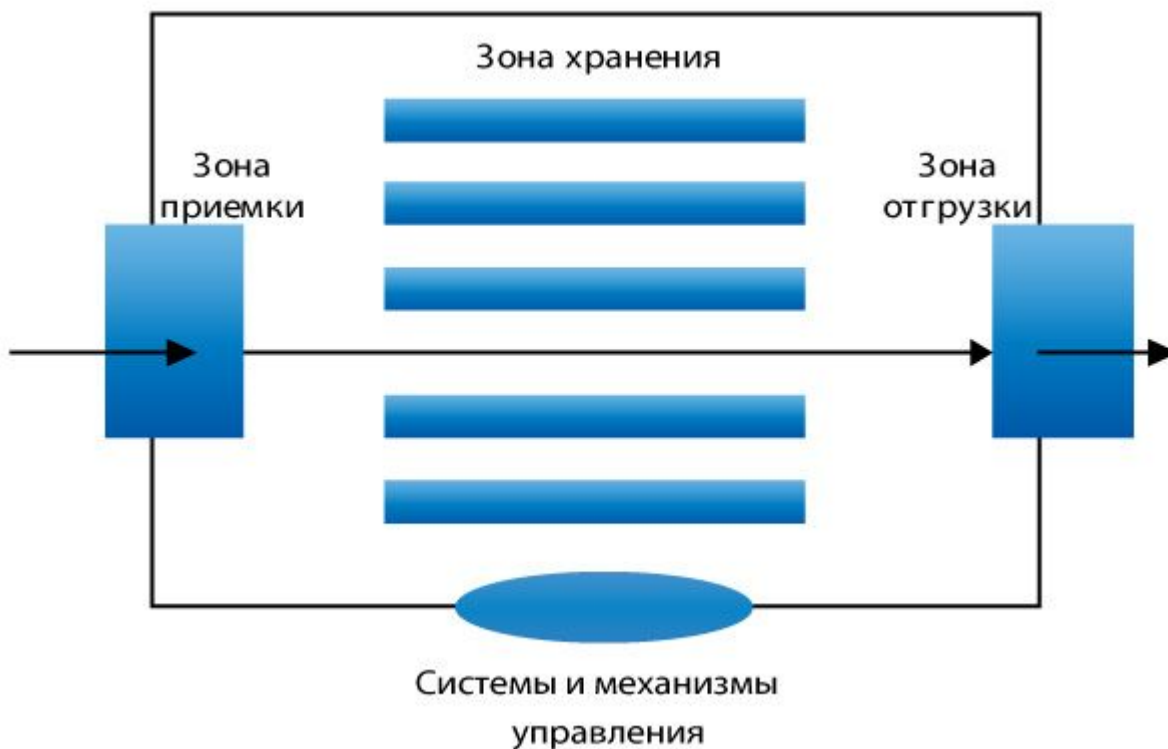 Зона хранения
Зона
приемки
Зона
отгрузки
Системы и механизмы
управления